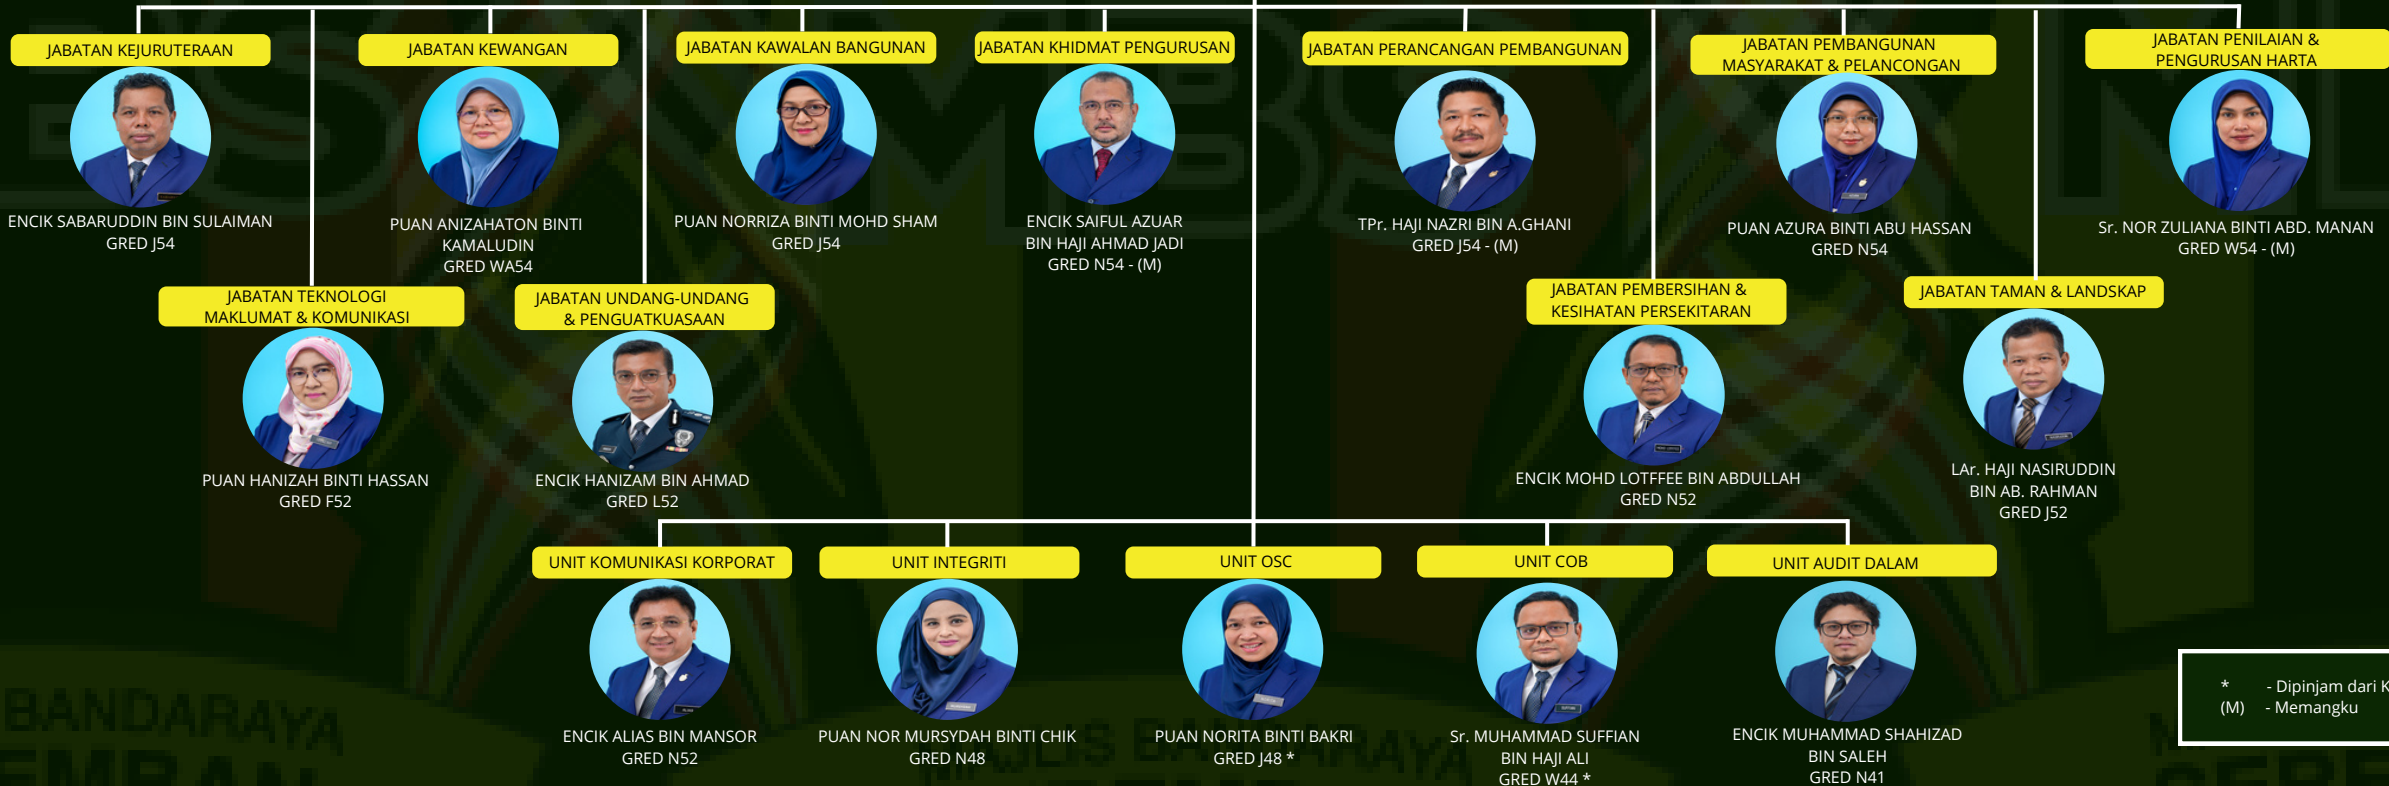 JABATAN KEJURUTERAAN
ENCIK SABARUDDIN BIN SULAIMAN
GRED J54
JABATAN KEWANGAN
PUAN ANIZAHATON BINTI
KAMALUDIN
GRED WA54
JABATAN KAWALAN BANGUNAN
PUAN NORRIZA BINTI MOHD SHAM
GRED J54
JABATAN KHIDMAT PENGURUSAN
ENCIK SAIFUL AZUAR
BIN HAJI AHMAD JADI
GRED N54 - (M)
JABATAN PERANCANGAN PEMBANGUNAN
TPr. HAJI NAZRI BIN A.GHANI
GRED J54 - (M)
JABATAN PEMBANGUNAN
MASYARAKAT & PELANCONGAN
PUAN AZURA BINTI ABU HASSAN
GRED N54
JABATAN PENILAIAN &
PENGURUSAN HARTA
Sr. NOR ZULIANA BINTI ABD. MANAN
GRED W54 - (M)
JABATAN TEKNOLOGI
MAKLUMAT & KOMUNIKASI
PUAN HANIZAH BINTI HASSAN
GRED F52
JABATAN UNDANG-UNDANG
& PENGUATKUASAAN
ENCIK HANIZAM BIN AHMAD
GRED L52
JABATAN PEMBERSIHAN &
KESIHATAN PERSEKITARAN
ENCIK MOHD LOTFFEE BIN ABDULLAH
GRED N52
JABATAN TAMAN & LANDSKAP
LAr. HAJI NASIRUDDIN
BIN AB. RAHMAN
GRED J52
UNIT KOMUNIKASI KORPORAT
ENCIK ALIAS BIN MANSOR
GRED N52
UNIT INTEGRITI
PUAN NOR MURSYDAH BINTI CHIK
GRED N48
UNIT OSC
PUAN NORITA BINTI BAKRI
GRED J48 *
UNIT COB
Sr. MUHAMMAD SUFFIAN
BIN HAJI ALI
GRED W44 *
UNIT AUDIT DALAM
ENCIK MUHAMMAD SHAHIZAD
BIN SALEH
GRED N41
* - Dipinjam dari K
(M) - Memangku
MBS
BANDARAYA
MAJLIS BANDARAYA